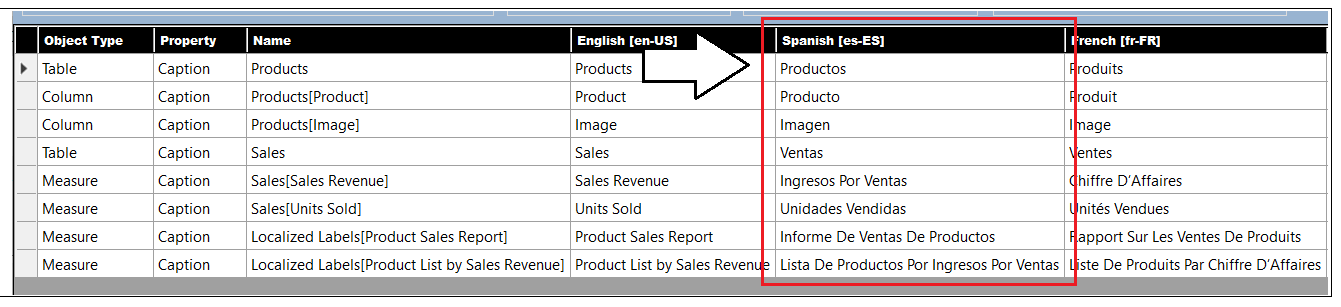 Object Type Property Name English [en-US] Spanish [es-ES] French [fr-FR]
Table Caption Products Products Productos Produits
Column Caption Products[Product] Product Producto Produit
Column Caption Products[Image] Image Imagen Image
Table Caption Sales Sales Ventas Ventes
Measure Caption Sales[Sales Revenue] Sales Revenue Ingresos Por Ventas Chiffre D'Affaires
Measure Caption Sales[Units Sold] Units Sold Unidades Vendidas Unités Vendues
Measure Caption Localized Labels[Product Sales Report] Product Sales Report Informe De Ventas De Productos Rapport Sur Les Ventes De Produits
Measure Caption Localized Labels[Product List by Sales Revenue] Product List by Sales Revenue Lista De Productos Por Ingresos Por Ventas Liste De Produits Par Chiffre D'Affaires